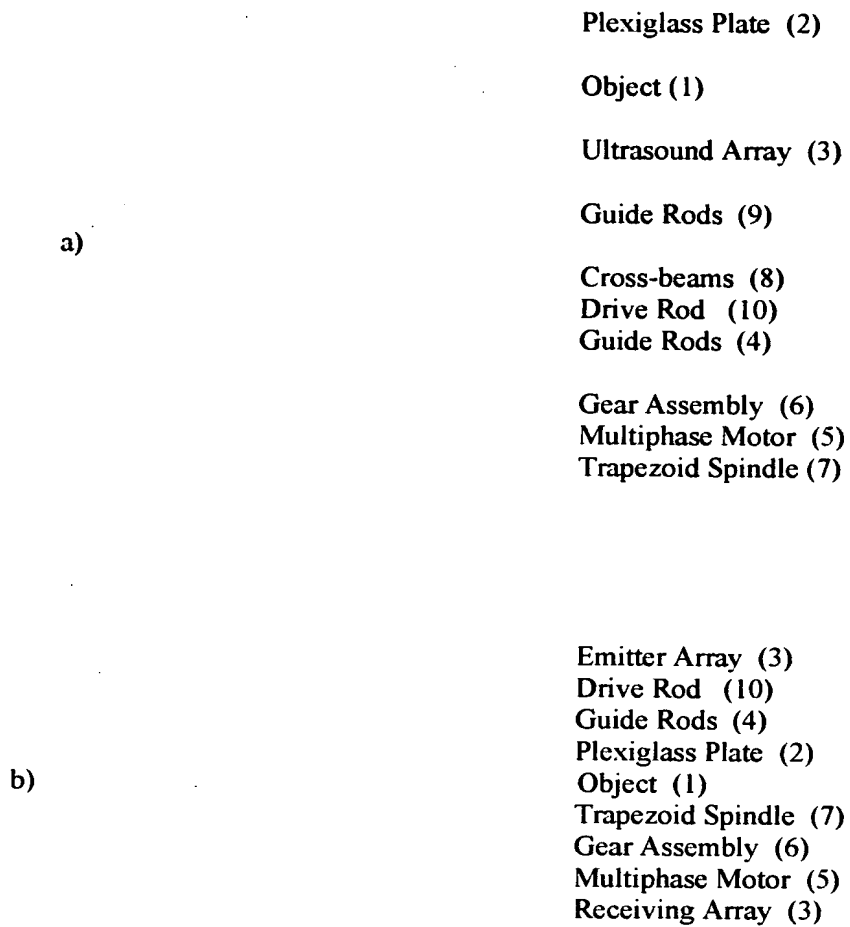 Plexiglass Plate (2)
Object (1)
Ultrasound Array (3)
Guide Rods (9)
a)
Cross-beams (8)
Drive Rod (10)
Guide Rods (4)
Gear Assembly (6)
Multiphase Motor (5)
Trapezoid Spindle (7)
Emitter Array (3)
Drive Rod (10)
Guide Rods (4)
Plexiglass Plate (2)
b) Object (1)
Trapezoid Spindle (7)
Gear Assembly (6)
Multiphase Motor (5)
Receiving Array (3)